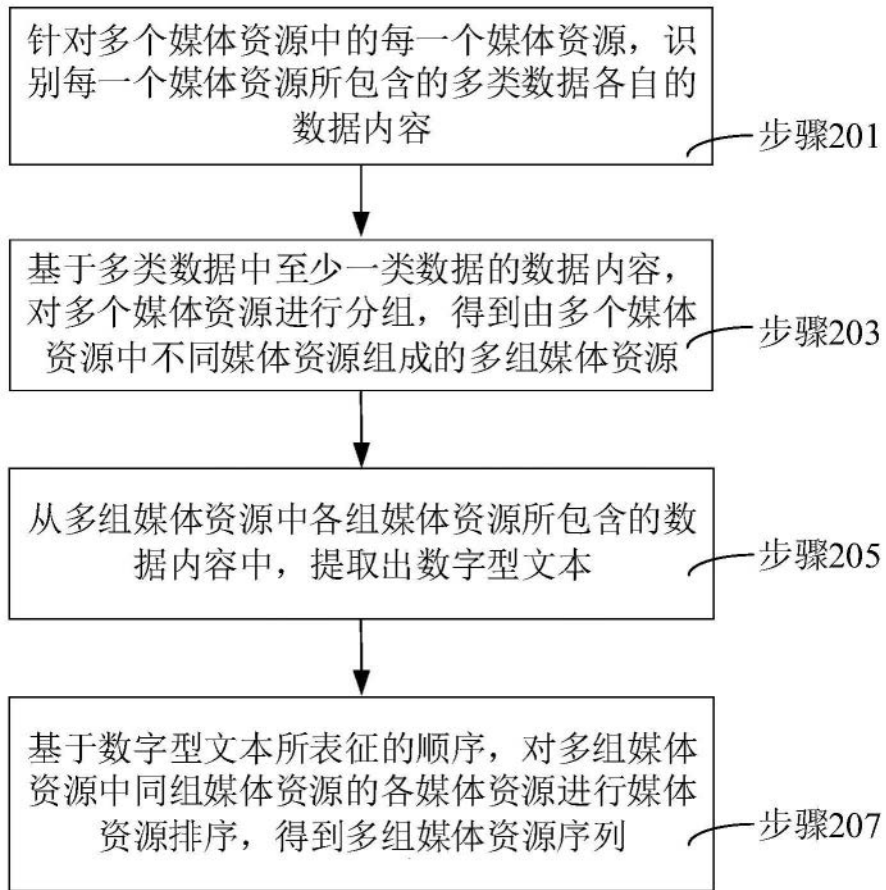 针对多个媒体资源中的每一个媒体资源，识
别每一个媒体资源所包含的多类数据各自的
数据内容
步骤201
基于多类数据中至少一类数据的数据内容，
对多个媒体资源进行分组，得到由多个媒体
资源中不同媒体资源组成的多组媒体资源
步骤203
从多组媒体资源中各组媒体资源所包含的数
据内容中，提取出数字型文本
步骤205
基于数字型文本所表征的顺序，对多组媒体
资源中同组媒体资源的各媒体资源进行媒体
资源排序，得到多组媒体资源序列
步骤207